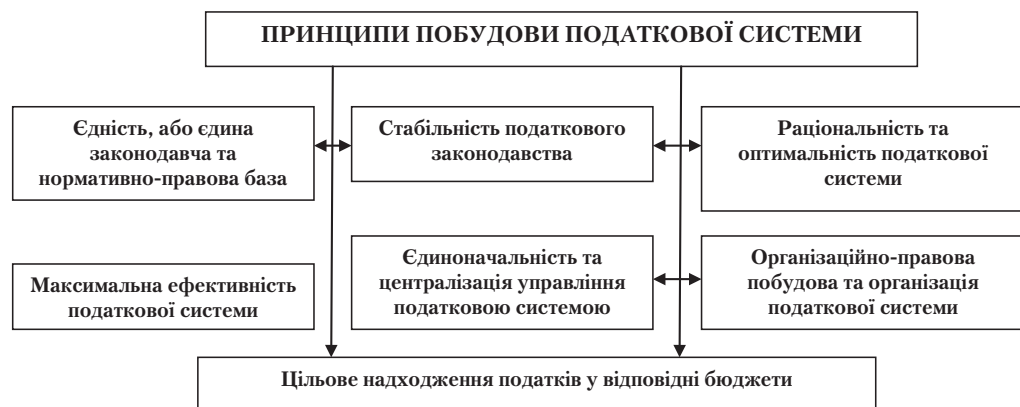 ПРИНЦИПИ ПОБУДОВИ ПОДАТКОВОЇ СИСТЕМИ
Єдність, або єдина
законодавча та
нормативно-правова база
Стабільність податкового
законодавства
Раціональність та
оптимальність податкової
системи
Максимальна ефективність
податкової системи
Єдиноначальність та
централізація управління
податковою системою
Організаційно-правова
побудова та організація
податкової системи
Цільове надходження податків у відповідні бюджети